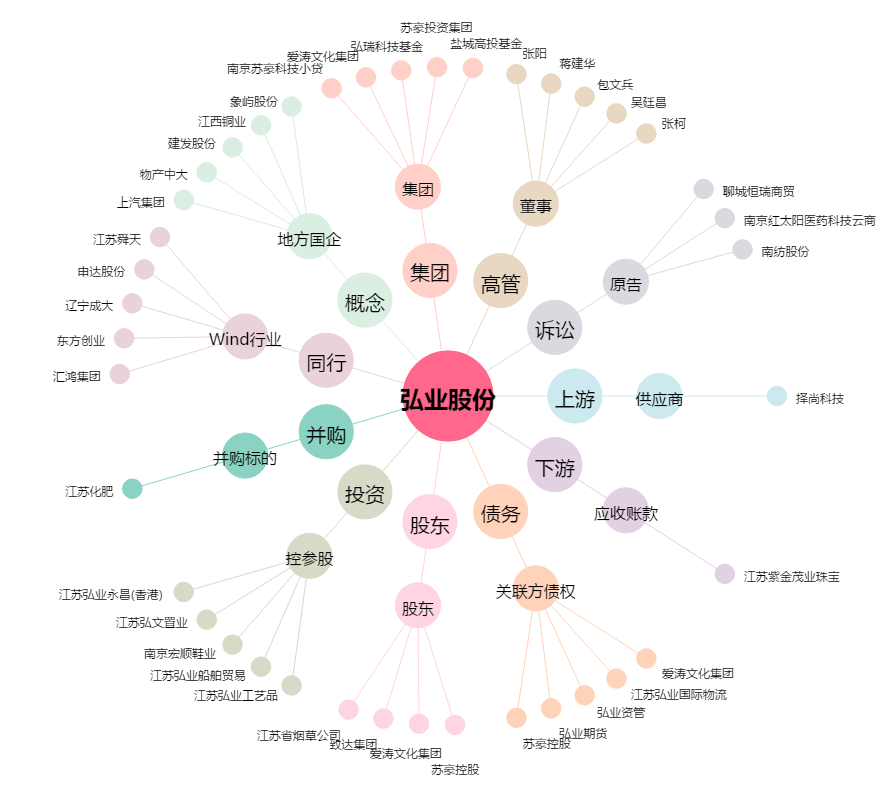 弘业股份
集团
集团
南京苏豪科技小贷
爱涛文化集团
弘瑞科技基金
苏豪投资集团
盐城高投基金
高管
董事
张阳
蒋建华
包文兵
吴廷昌
张柯
诉讼
原告
聊城恒瑞商贸
南京红太阳医药科技云商
南纺股份
上游
供应商
择尚科技
下游
应收账款
江苏紫金茂业珠宝
债务
关联方债权
爱涛文化集团
江苏弘业国际物流
弘业资管
弘业期货
苏豪控股
股东
股东
苏豪控股
爱涛文化集团
致达集团
江苏省烟草公司
投资
控参股
江苏弘业工艺品
江苏弘业船舶贸易
南京宏顺鞋业
江苏弘文置业
江苏弘业永昌(香港)
并购
并购标的
江苏化肥
同行
Wind行业
汇鸿集团
东方创业
辽宁成大
申达股份
江苏舜天
概念
地方国企
上汽集团
物产中大
建发股份
江西铜业
象屿股份